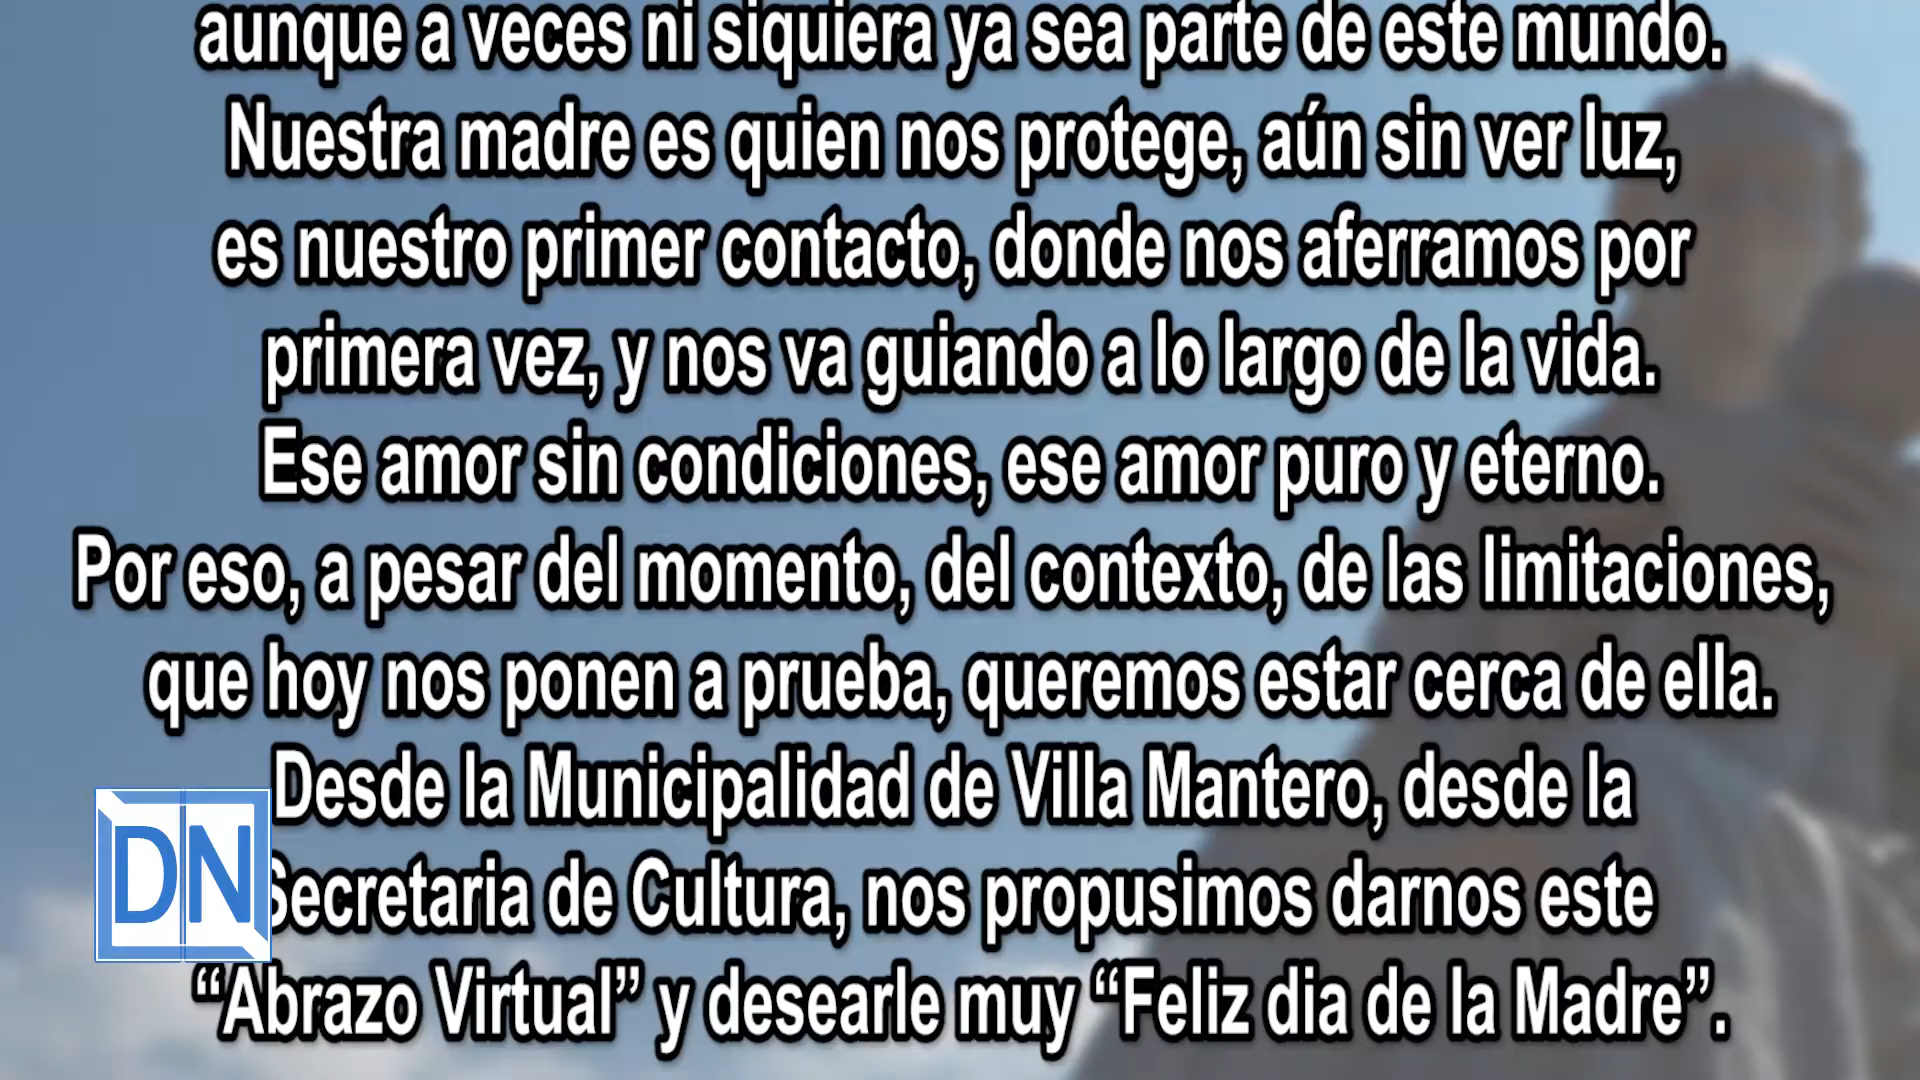 aunque a veces ni siquiera ya sea parte de este mundo.
Nuestra madre es quien nos protege, aún sin ver luz,
es nuestro primer contacto, donde nos aferramos por
primera vez, y nos va guiando a lo largo de la vida.
Ese amor sin condiciones, ese amor puro y eterno.
Por eso, a pesar del momento, del contexto, de las limitaciones,
que hoy nos ponen a prueba, queremos estar cerca de ella.
Desde la Municipalidad de Villa Mantero, desde la
Secretaria de Cultura, nos propusimos darnos este
“Abrazo Virtual” y desearle muy “Feliz dia de la Madre”.
DN